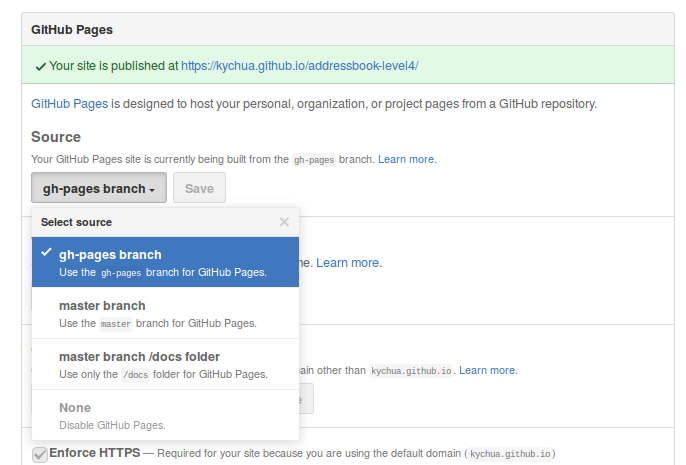 GitHub Pages
Your site is published at https://kychua.github.io/addressbook-level4/
GitHub Pages is designed to host your personal, organization, or project pages from a GitHub repository.
Source
Your GitHub Pages site is currently being built from the gh-pages branch. Learn more.
gh-pages branch Save
Select source
gh-pages branch
Use the gh-pages branch for GitHub Pages.
Learn more.
master branch
Use the master branch for GitHub Pages.
master branch /docs folder
Use only the /docs folder for GitHub Pages.
other than kychua.github.io. Learn more.
None
Disable GitHub Pages.
Enforce HTTPS — Required for your site because you are using the default domain (kychua.github.io)